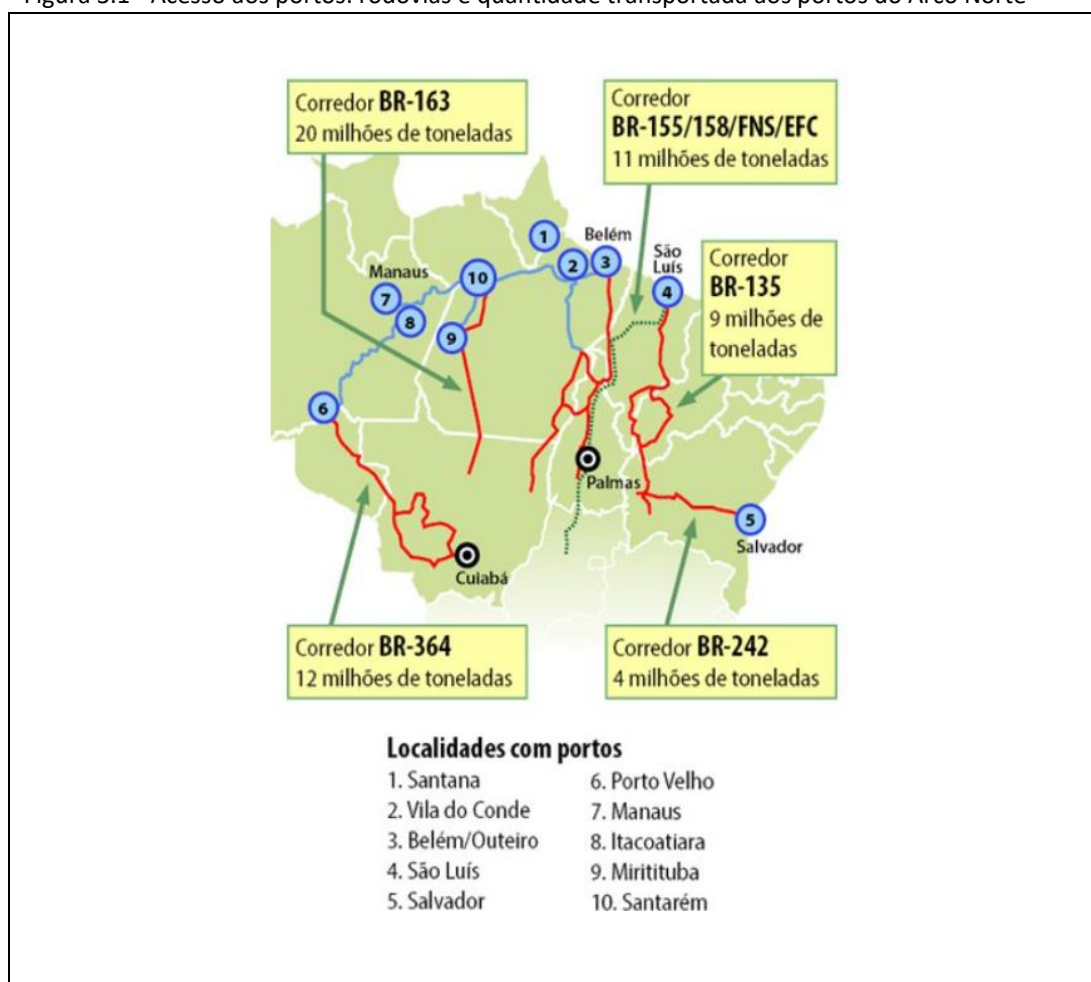 Figura 3.1 - Acesso aos portos: rodovias e quantidade transportada aos portos do Arco Norte
Corredor BR-163
20 milhões de toneladas
Corredor
BR-155/158/FNS/EFC
11 milhões de toneladas
1
Belém
2
3
São
Luís
4
Corredor
BR-135
9 milhões de
toneladas
Manaus
7
8
10
9
6
Palmas
5
Salvador
Cuiabá
Corredor BR-364
12 milhões de toneladas
Corredor BR-242
4 milhões de toneladas
Localidades com portos
1. Santana
2. Vila do Conde
3. Belém/Outeiro
4. São Luís
5. Salvador
6. Porto Velho
7. Manaus
8. Itacoatiara
9. Miritituba
10. Santarém